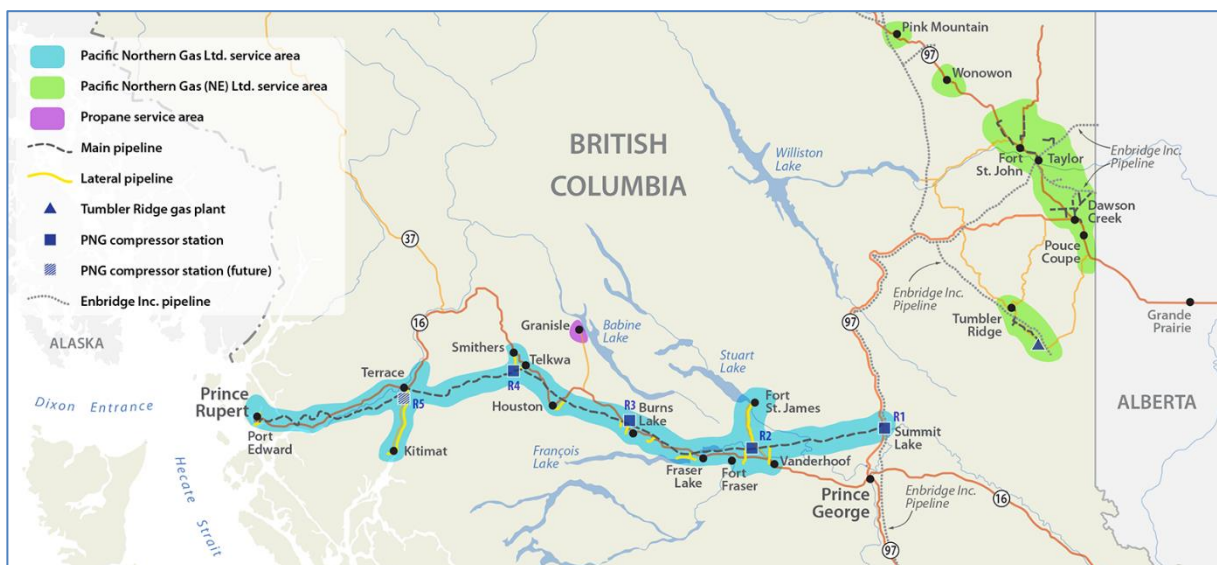 Pacific Northern Gas Ltd. service area
Pacific Northern Gas (NE) Ltd. service area
Propane service area
Main pipeline
Lateral pipeline
Tumbler Ridge gas plant
PNG compressor station
PNG compressor station (future)
Enbridge Inc. pipeline
Pink Mountain
97
Wonowon
BRITISH
COLUMBIA
Williston
Lake
Fort
St. John
Taylor
Enbridge Inc.
Pipeline
Dawson
Creek
Pouce
Coupe
37
Enbridge Inc.
Pipeline
Tumbler
Ridge
Grande
Prairie
16
Granisle
Babine
Lake
97
ALASKA
Smithers
Telkwa
R4
Stuart
Lake
Terrace
R5
Prince
Rupert
Port
Edward
Dixon Entrance
Houston
R3
Burns
Lake
Fort
St. James
R1
Summit
Lake
ALBERTA
R2
Kitimat
François
Lake
Fraser
Lake
Fort
Fraser
Vanderhoof
Hecate Strait
Prince
George
Enbridge Inc.
Pipeline
16
97